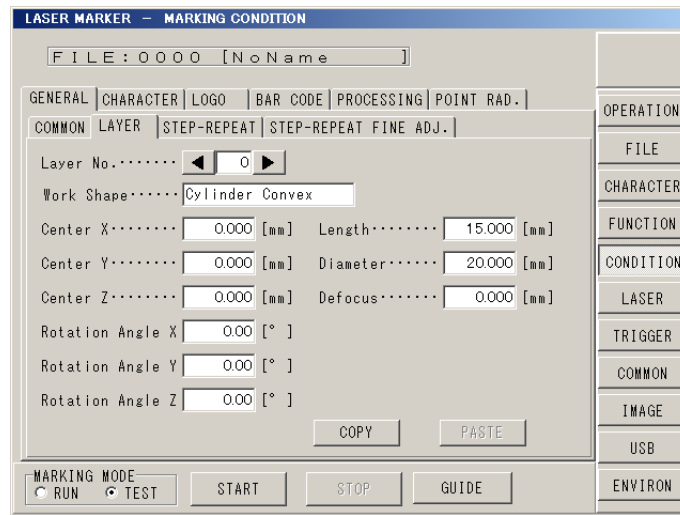 LASER MARKER — MARKING CONDITION
FILE:0000 [NoName ]
GENERAL CHARACTER LOGO BAR CODE PROCESSING POINT RAD.
COMMON LAYER STEP-REPEAT STEP-REPEAT FINE ADJ.
Layer No.······· ◀ 0 ▶
Work Shape······ Cylinder Convex
Center X········ 0.000 [mm] Length········ 15.000 [mm]
Center Y········ 0.000 [mm] Diameter······ 20.000 [mm]
Center Z········ 0.000 [mm] Defocus······· 0.000 [mm]
Rotation Angle X 0.00 [° ]
Rotation Angle Y 0.00 [° ]
Rotation Angle Z 0.00 [° ]
COPY PASTE
MARKING MODE
RUN TEST START STOP GUIDE
OPERATION
FILE
CHARACTER
FUNCTION
CONDITION
LASER
TRIGGER
COMMON
IMAGE
USB
ENVIRON